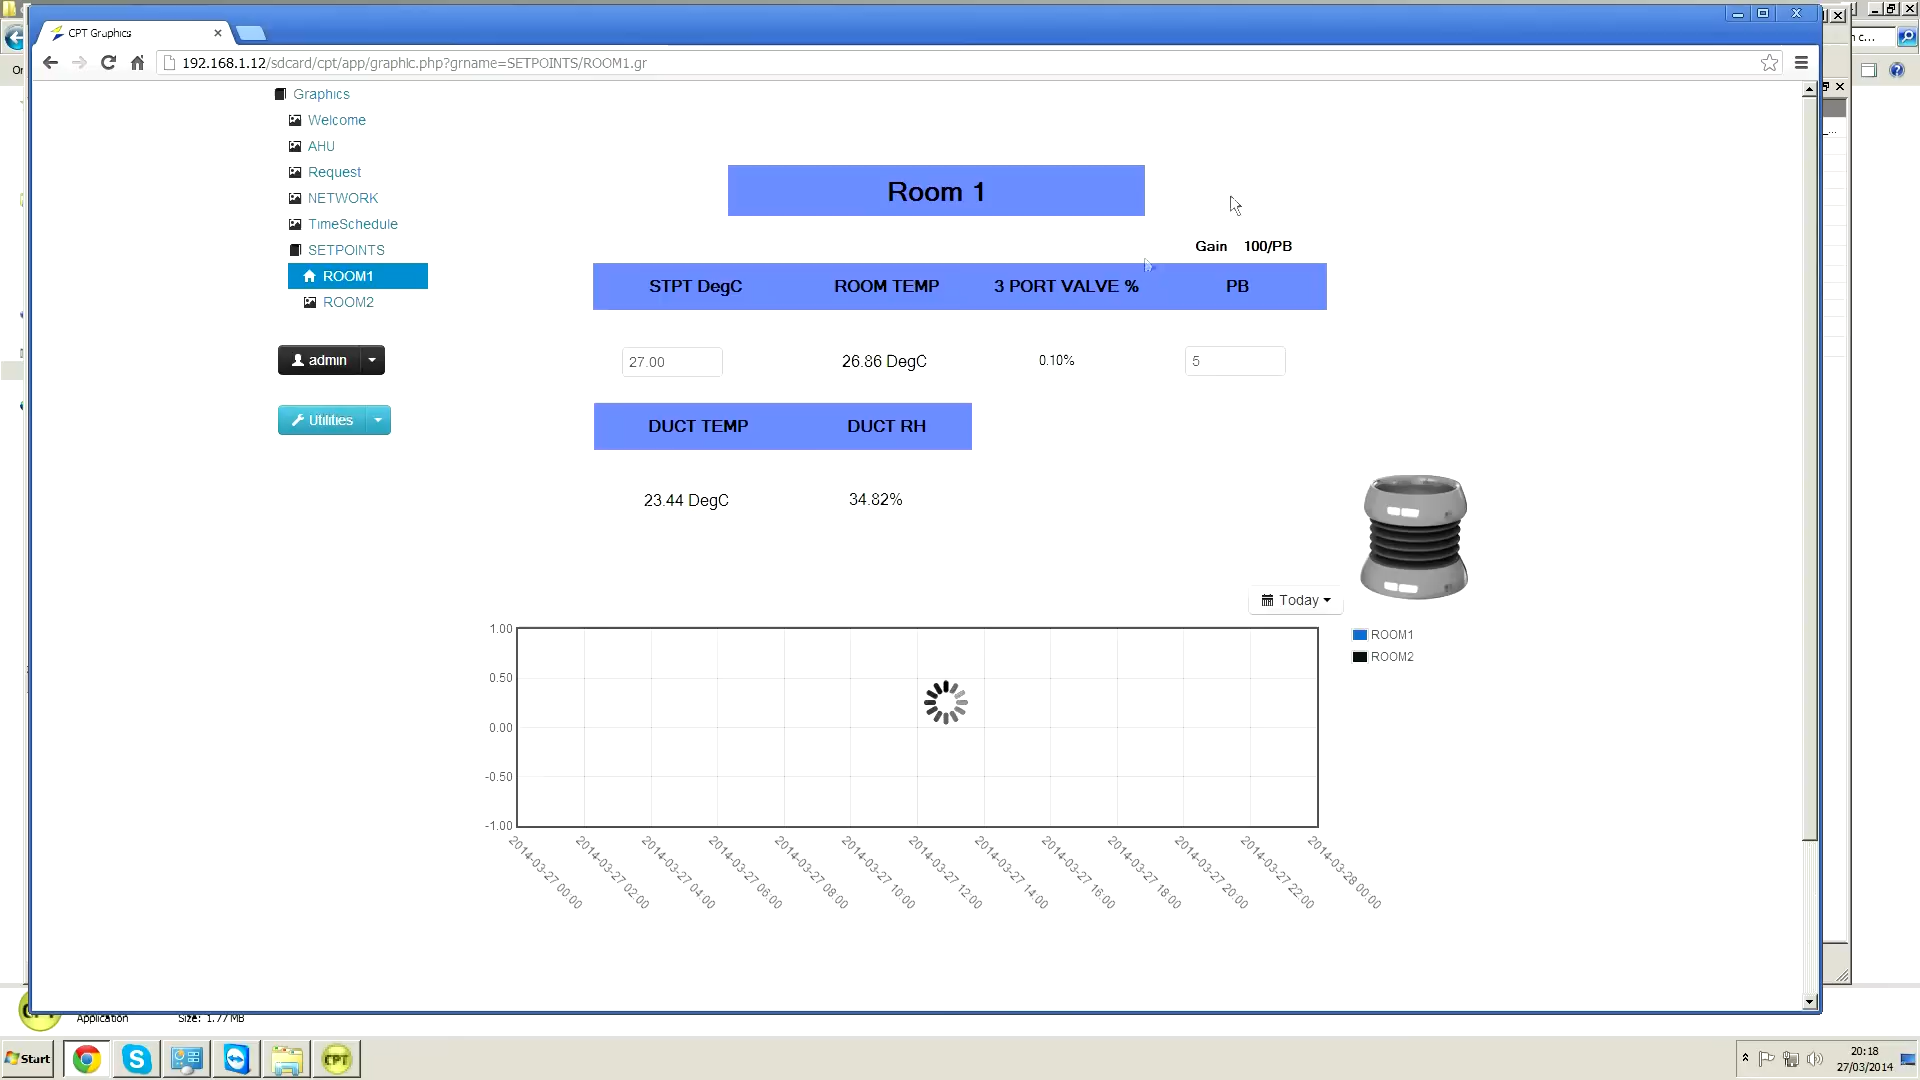 CPT Graphics
192.168.1.12/sdcard/cpt/app/graphic.php?grname=SETPOINTS/ROOM1.gr
Graphics
Welcome
AHU
Request
NETWORK
TimeSchedule
SETPOINTS
ROOM1
ROOM2
admin
Utilities
Room 1
Gain 100/PB
STPT DegC ROOM TEMP 3 PORT VALVE % PB
27.00 26.86 DegC 0.10% 5
DUCT TEMP DUCT RH
23.44 DegC 34.82%
Today
ROOM1
ROOM2
1.00
0.50
0.00
-0.50
-1.00
2014-03-27 00:00
2014-03-27 02:00
2014-03-27 04:00
2014-03-27 06:00
2014-03-27 08:00
2014-03-27 10:00
2014-03-27 12:00
2014-03-27 14:00
2014-03-27 16:00
2014-03-27 18:00
2014-03-27 20:00
2014-03-27 22:00
2014-03-28 00:00
Application Size: 1.77 MB
Start
CPT
20:18
27/03/2014